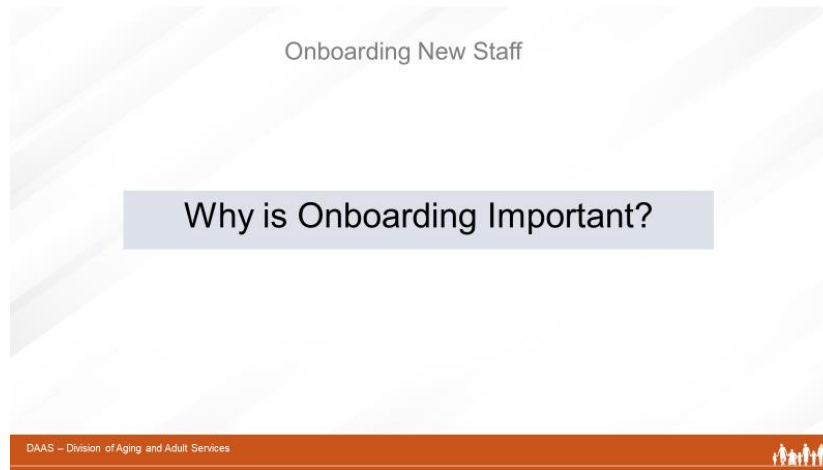 Onboarding New Staff
Why is Onboarding Important?
DAAS – Division of Aging and Adult Services